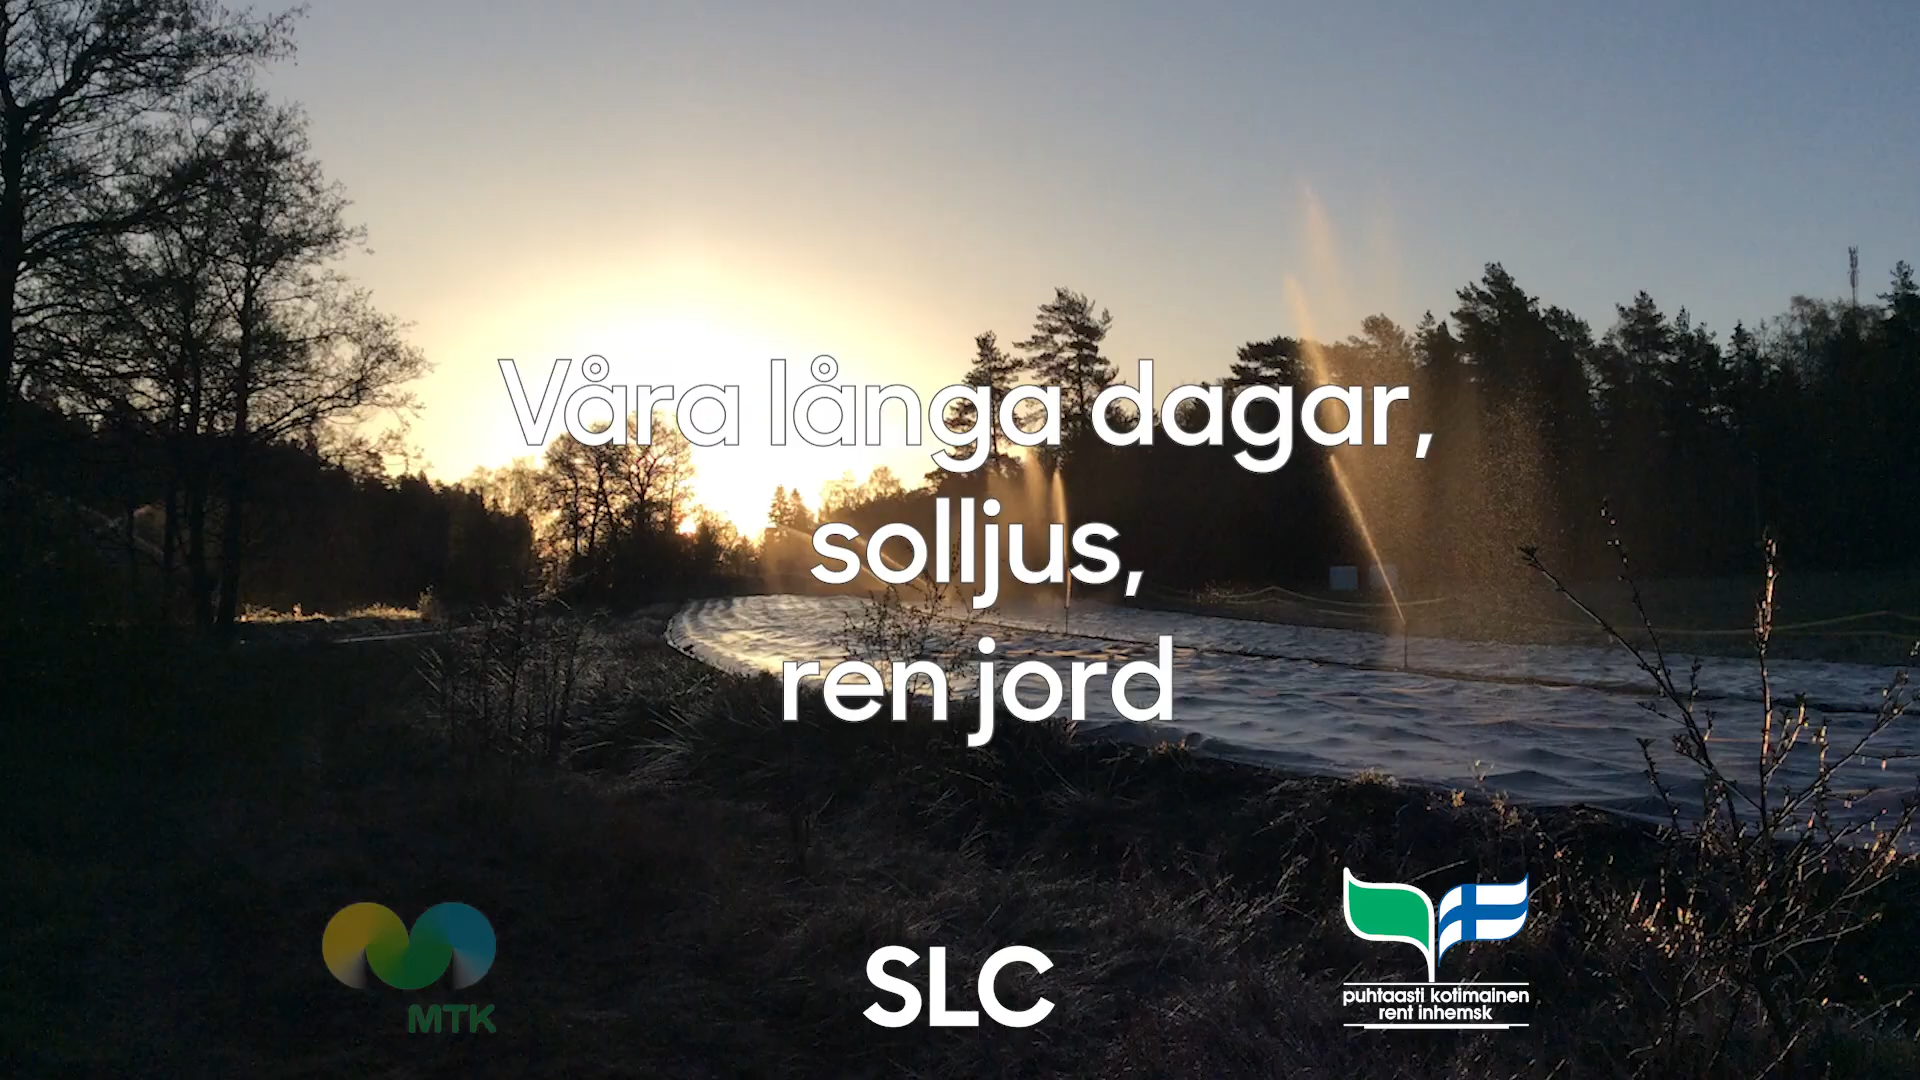 Våra långa dagar,
solljus,
ren jord
MTK
SLC
puhtaasti kotimainen
rent inhemsk